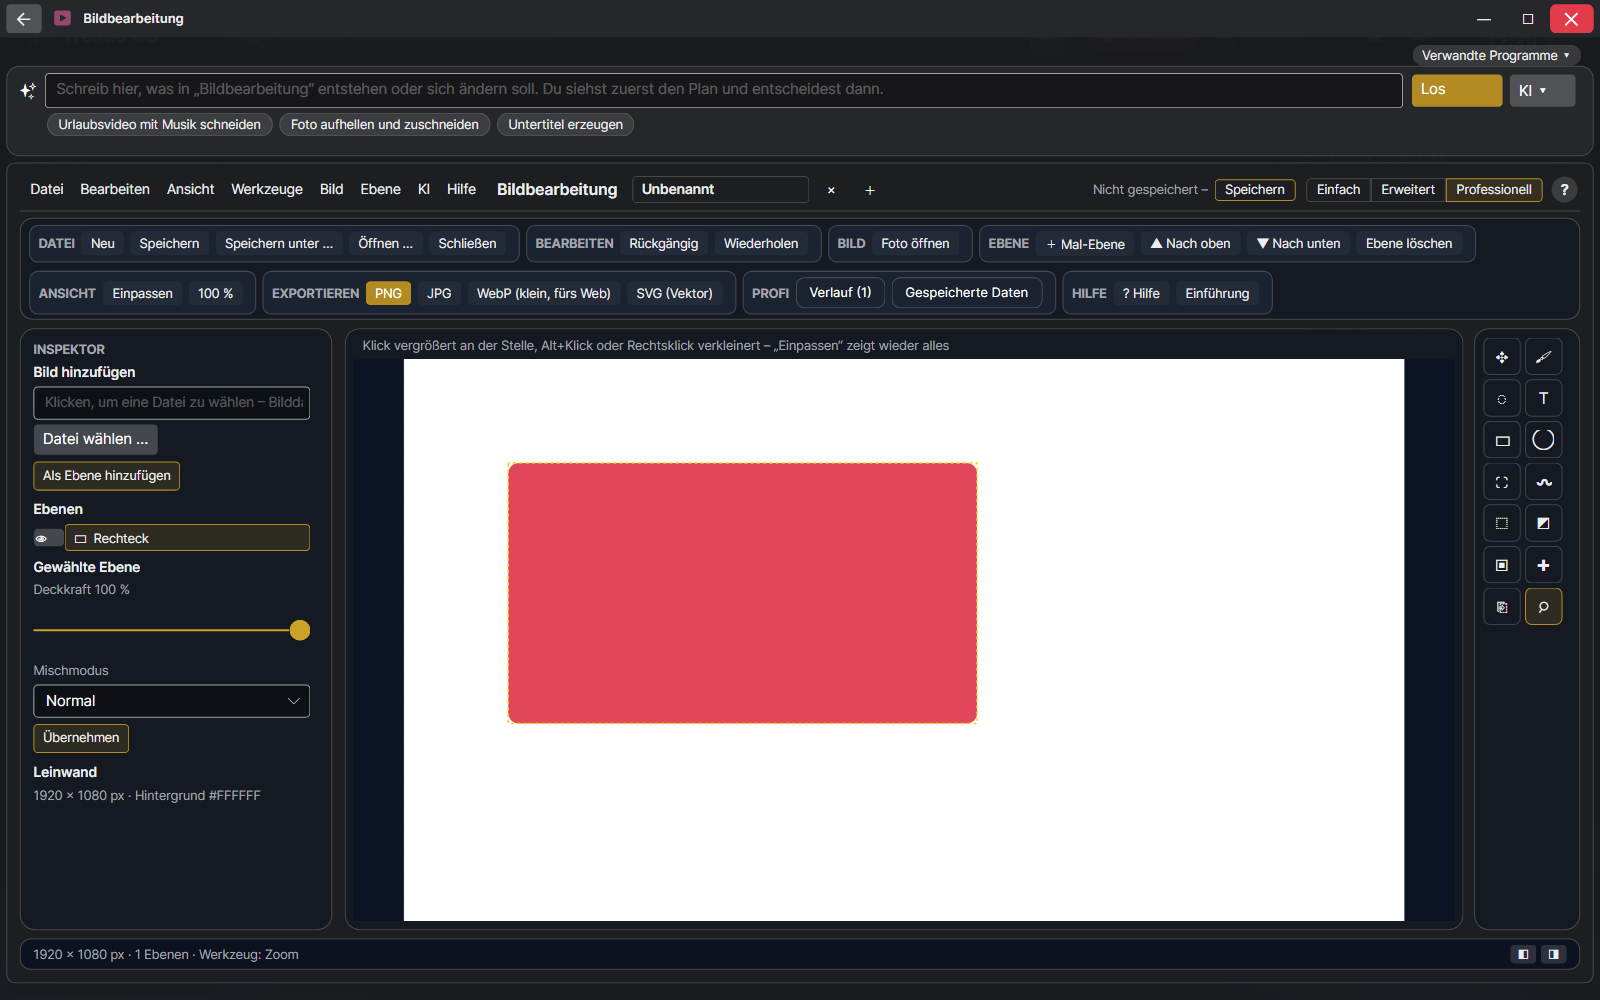 Bildbearbeitung
Verwandte Programme
Schreib hier, was in „Bildbearbeitung“ entstehen oder sich ändern soll. Du siehst zuerst den Plan und entscheidest dann.
Los
KI
Urlaubsvideo mit Musik schneiden
Foto aufhellen und zuschneiden
Untertitel erzeugen
Datei Bearbeiten Ansicht Werkzeuge Bild Ebene KI Hilfe Bildbearbeitung Unbenannt × + Nicht gespeichert – Speichern Einfach Erweitert Professionell ?
DATEI Neu Speichern Speichern unter ... Öffnen ... Schließen BEARBEITEN Rückgängig Wiederholen BILD Foto öffnen EBENE + Mal-Ebene ▲ Nach oben ▼ Nach unten Ebene löschen
ANSICHT Einpassen 100 % EXPORTIEREN PNG JPG WebP (klein, fürs Web) SVG (Vektor) PROFI Verlauf (1) Gespeicherte Daten HILFE ? Hilfe Einführung
INSPEKTOR
Bild hinzufügen
Klicken, um eine Datei zu wählen – Bildda
Datei wählen ...
Als Ebene hinzufügen
Ebenen
Rechteck
Gewählte Ebene
Deckkraft 100 %
Mischmodus
Normal
Übernehmen
Leinwand
1920 × 1080 px · Hintergrund #FFFFFF
Klick vergrößert an der Stelle, Alt+Klick oder Rechtsklick verkleinert – „Einpassen“ zeigt wieder alles
T
1920 × 1080 px · 1 Ebenen · Werkzeug: Zoom